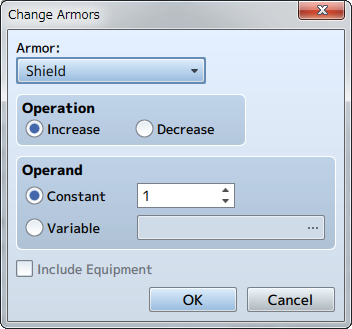 Change Armors
Armor:
Shield
Operation
Increase Decrease
Operand
Constant 1
Variable ...
Include Equipment
OK Cancel